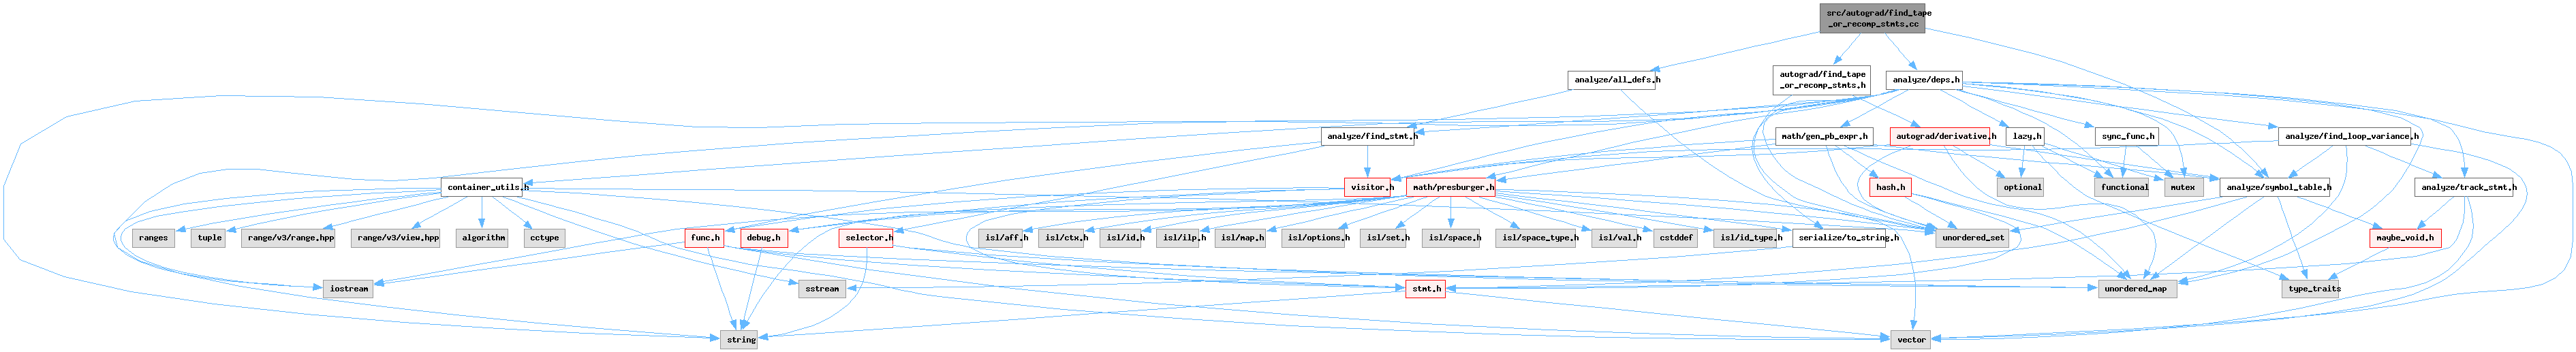 src/autograd/find_tape
_or_recomp_stmts.cc
analyze/all_defs.h
autograd/find_tape
_or_recomp_stmts.h
analyze/deps.h
analyze/find_stmt.h
math/gen_pb_expr.h
autograd/derivative.h
lazy.h
sync_func.h
analyze/find_loop_variance.h
container_utils.h
visitor.h
math/presburger.h
hash.h
optional
functional
mutex
analyze/symbol_table.h
analyze/track_stmt.h
ranges
tuple
range/v3/range.hpp
range/v3/view.hpp
algorithm
cctype
func.h
debug.h
selector.h
isl/aff.h
isl/ctx.h
isl/id.h
isl/ilp.h
isl/map.h
isl/options.h
isl/set.h
isl/space.h
isl/space_type.h
isl/val.h
cstddef
isl/id_type.h
serialize/to_string.h
unordered_set
maybe_void.h
iostream
sstream
stmt.h
unordered_map
type_traits
string
vector